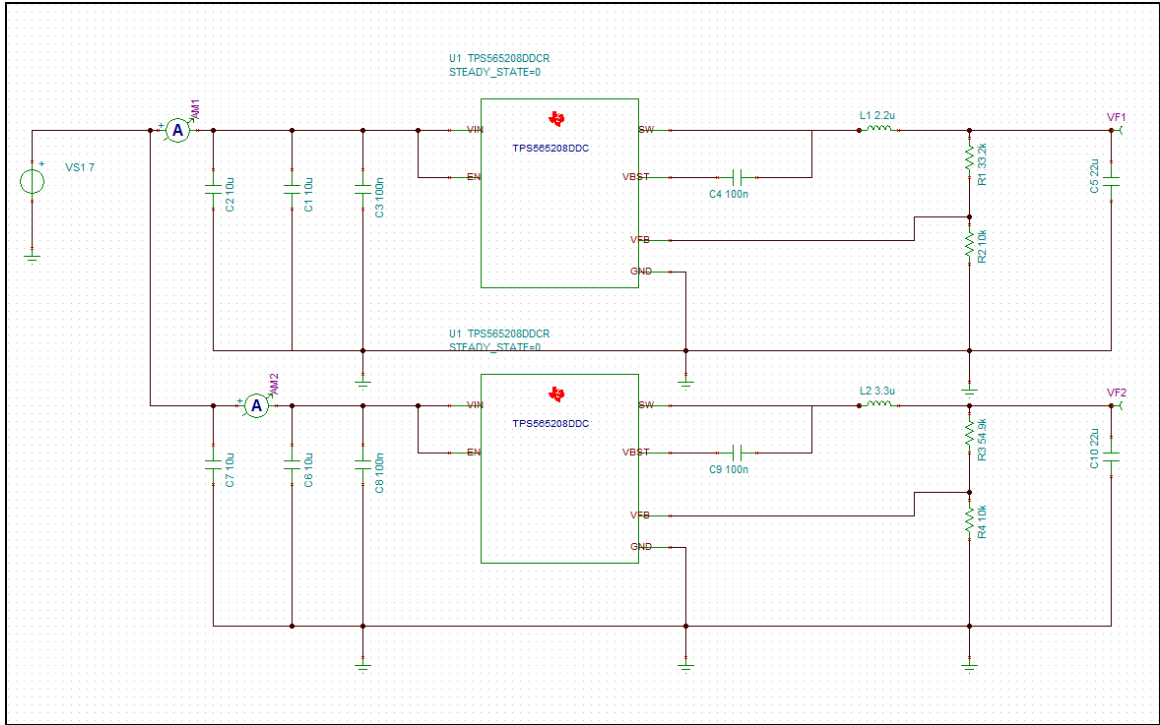 U1 TPS565208DDCR
STEADY_STATE=0
VS1 7
+
A
+
AM1
C2 10u
C1 10u
C3 100n
VIN
EN
TPS565208DDC
SW
VBST
VFB
GND
C4 100n
L1 2.2u
R1 33.2k
R2 10k
VF1
C5 22u
U1 TPS565208DDCR
STEADY_STATE=0
A
+
AM2
C7 10u
C6 10u
C8 100n
VIN
EN
TPS565208DDC
SW
VBST
VFB
GND
C9 100n
L2 3.3u
R3 54.9k
R4 10k
VF2
C10 22u